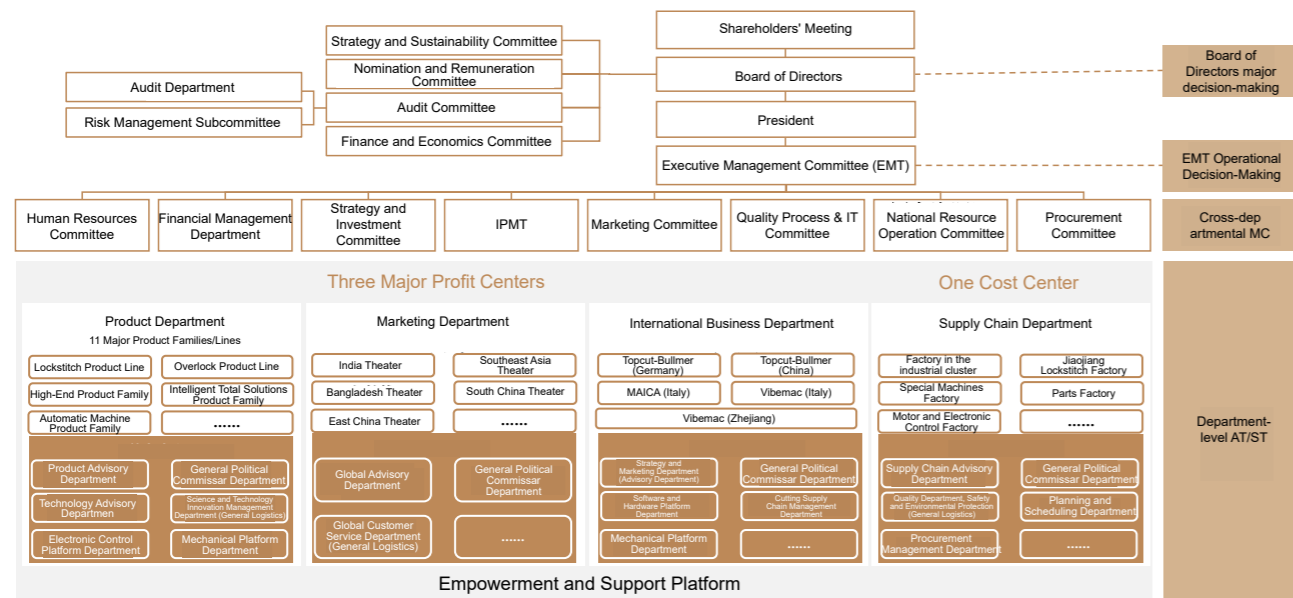 Shareholders' Meeting
Strategy and Sustainability Committee
Nomination and Remuneration
Committee
Board of Directors
Board of
Directors major
decision-making
Audit Department
Audit Committee
Risk Management Subcommittee
President
Finance and Economics Committee
Executive Management Committee (EMT)
EMT Operational
Decision-Making
Human Resources
Committee
Financial Management
Department
Strategy and
Investment
Committee
IPMT
Marketing Committee
Quality Process & IT
Committee
National Resource
Operation Committee
Procurement
Committee
Cross-dep
artmental MC
Three Major Profit Centers
One Cost Center
Product Department
11 Major Product Families/Lines
Lockstitch Product Line
Overlock Product Line
High-End Product Family
Intelligent Total Solutions
Product Family
Automatic Machine
Product Family
......
Product Advisory
Department
General Political
Commissar Department
Technology Advisory
Departmen
Science and Technology
Innovation Management
Department (General Logistics)
Electronic Control
Platform Department
Mechanical Platform
Department
Marketing Department
India Theater
Southeast Asia
Theater
Bangladesh Theater
South China Theater
East China Theater
......
Global Advisory
Department
General Political
Commissar
Department
Global Customer
Service Department
(General Logistics)
......
International Business Department
Topcut-Bullmer
(Germany)
Topcut-Bullmer
(China)
MAICA (Italy)
Vibemac (Italy)
Vibemac (Zhejiang)
Strategy and
Marketing Department
(Advisory Department)
General Political
Commissar Department
Software and
Hardware Platform
Department
Cutting Supply
Chain Management
Department
Mechanical Platform
Department
......
Supply Chain Department
Factory in the
industrial cluster
Jiaojiang
Lockstitch Factory
Special Machines
Factory
Parts Factory
Motor and Electronic
Control Factory
......
Supply Chain Advisory
Department
General Political
Commissar Department
Quality Department, Safety
and Environmental Protection
(General Logistics)
Planning and
Scheduling Department
Procurement
Management Department
......
Department-
level AT/ST
Empowerment and Support Platform